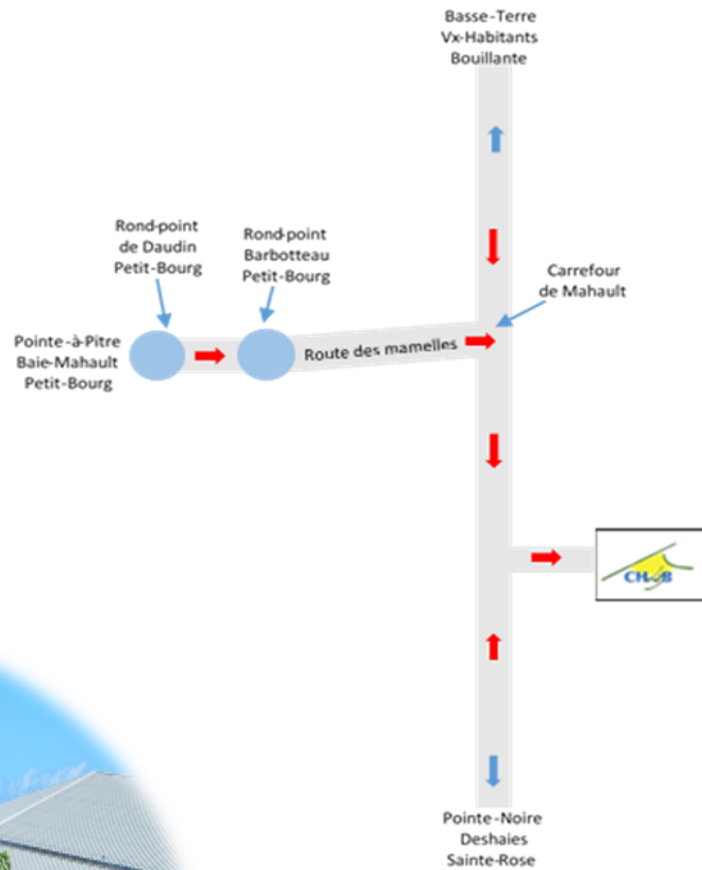 Basse-Terre
Vx-Habitants
Bouillante
Rond-point
de Daudin
Petit-Bourg
Rond-point
Barbotteau
Petit-Bourg
Carrefour
de Mahault
Pointe-à-Pitre
Baie-Mahault
Petit-Bourg
Route des mamelles
Pointe-Noire
Deshaies
Sainte-Rose